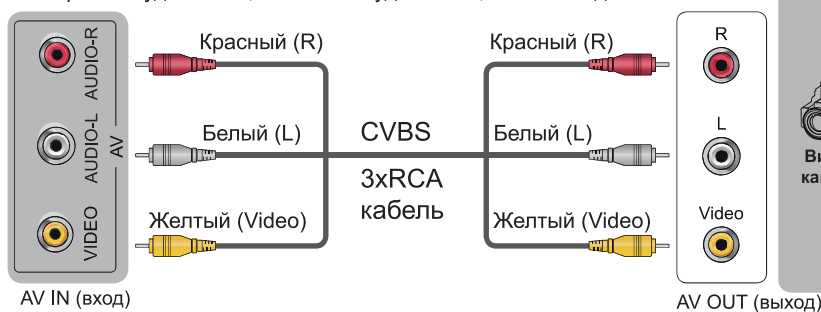 AUDIO-R
AUDIO-L
AV
VIDEO
AV IN (вход)
Красный (R)
Белый (L)
Желтый (Video)
CVBS
3xRCA
кабель
Красный (R)
Белый (L)
Желтый (Video)
R
L
Video
AV OUT (выход)